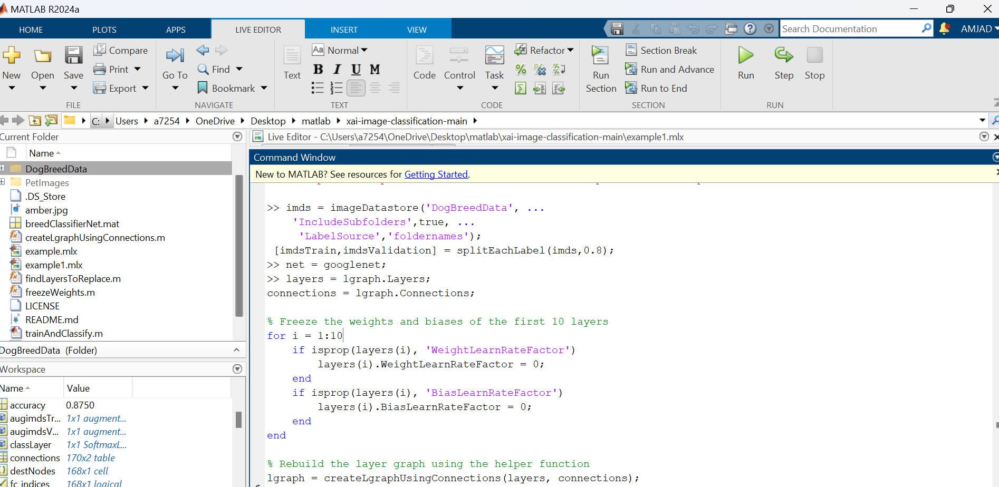 MATLAB R2024a
HOME PLOTS APPS LIVE EDITOR INSERT VIEW Search Documentation AMJAD
New Open Save Compare Print Export
FILE
Go To Find Bookmark
NAVIGATE
Text Aa Normal B I U M
TEXT
Code Control Task Refactor
CODE
Run Section Section Break Run and Advance Run to End
SECTION
Run Step Stop
RUN
C: Users a7254 OneDrive Desktop matlab xai-image-classification-main
Current Folder
Name
DogBreedData
PetImages
.DS_Store
amber.jpg
breedClassifierNet.mat
createLgraphUsingConnections.m
example.mlx
example1.mlx
findLayersToReplace.m
freezeWeights.m
LICENSE
README.md
trainAndClassify.m
DogBreedData (Folder)
Workspace
Name Value
accuracy 0.8750
augimdsTr... 1x1 augment...
augimdsV... 1x1 augment...
classLayer 1x1 SoftmaxL...
connections 170x2 table
destNodes 168x1 cell
fc_indices 168x1 logical
Live Editor - C:\Users\a7254\OneDrive\Desktop\matlab\xai-image-classification-main\example1.mlx
Command Window
New to MATLAB? See resources for Getting Started.
>> imds = imageDatastore('DogBreedData', ...
'IncludeSubfolders',true, ...
'LabelSource','foldernames');
[imdsTrain,imdsValidation] = splitEachLabel(imds,0.8);
>> net = googlenet;
>> layers = lgraph.Layers;
connections = lgraph.Connections;
% Freeze the weights and biases of the first 10 layers
for i = 1:10
if isprop(layers(i), 'WeightLearnRateFactor')
layers(i).WeightLearnRateFactor = 0;
end
if isprop(layers(i), 'BiasLearnRateFactor')
layers(i).BiasLearnRateFactor = 0;
end
end
% Rebuild the layer graph using the helper function
lgraph = createLgraphUsingConnections(layers, connections);